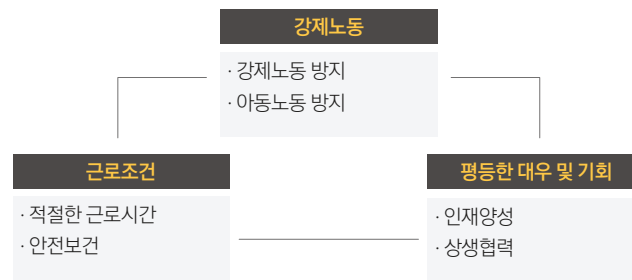 강제노동
· 강제노동 방지
· 아동노동 방지
근로조건
· 적절한 근로시간
· 안전보건
평등한 대우 및 기회
· 인재양성
· 상생협력